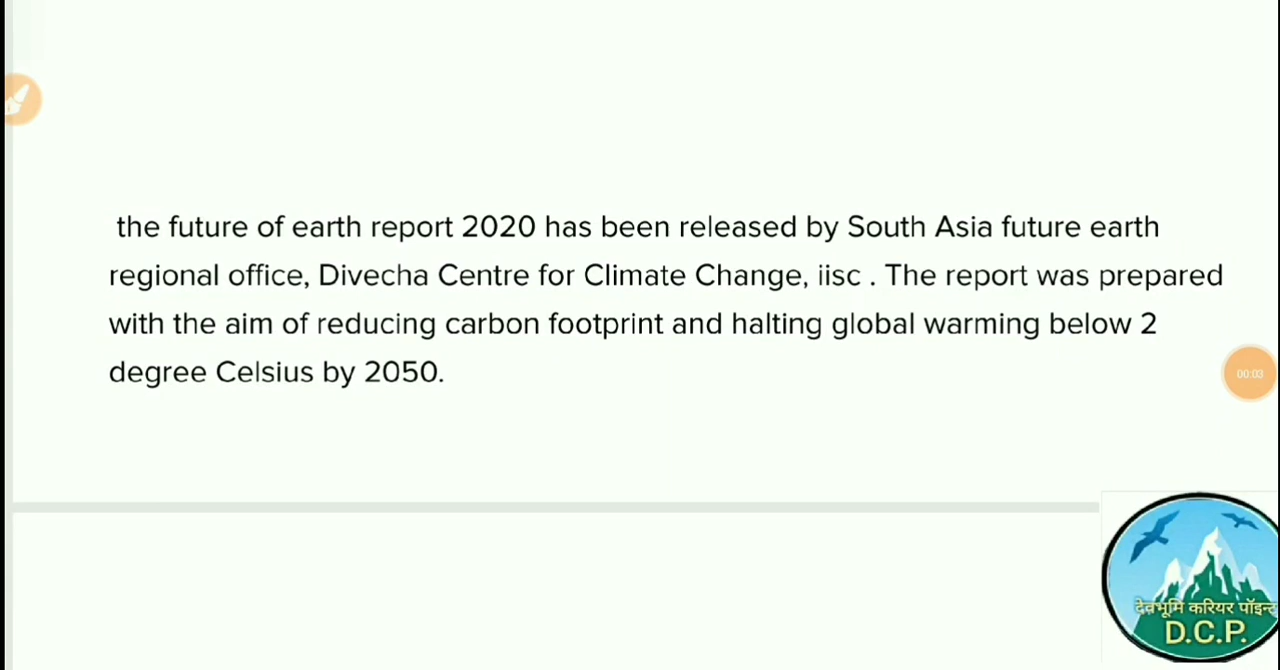 the future of earth report 2020 has been released by South Asia future earth
regional office, Divecha Centre for Climate Change, iisc . The report was prepared
with the aim of reducing carbon footprint and halting global warming below 2
degree Celsius by 2050.
00:03
देवभूमि करियर पॉइन्ट
D.C.P.